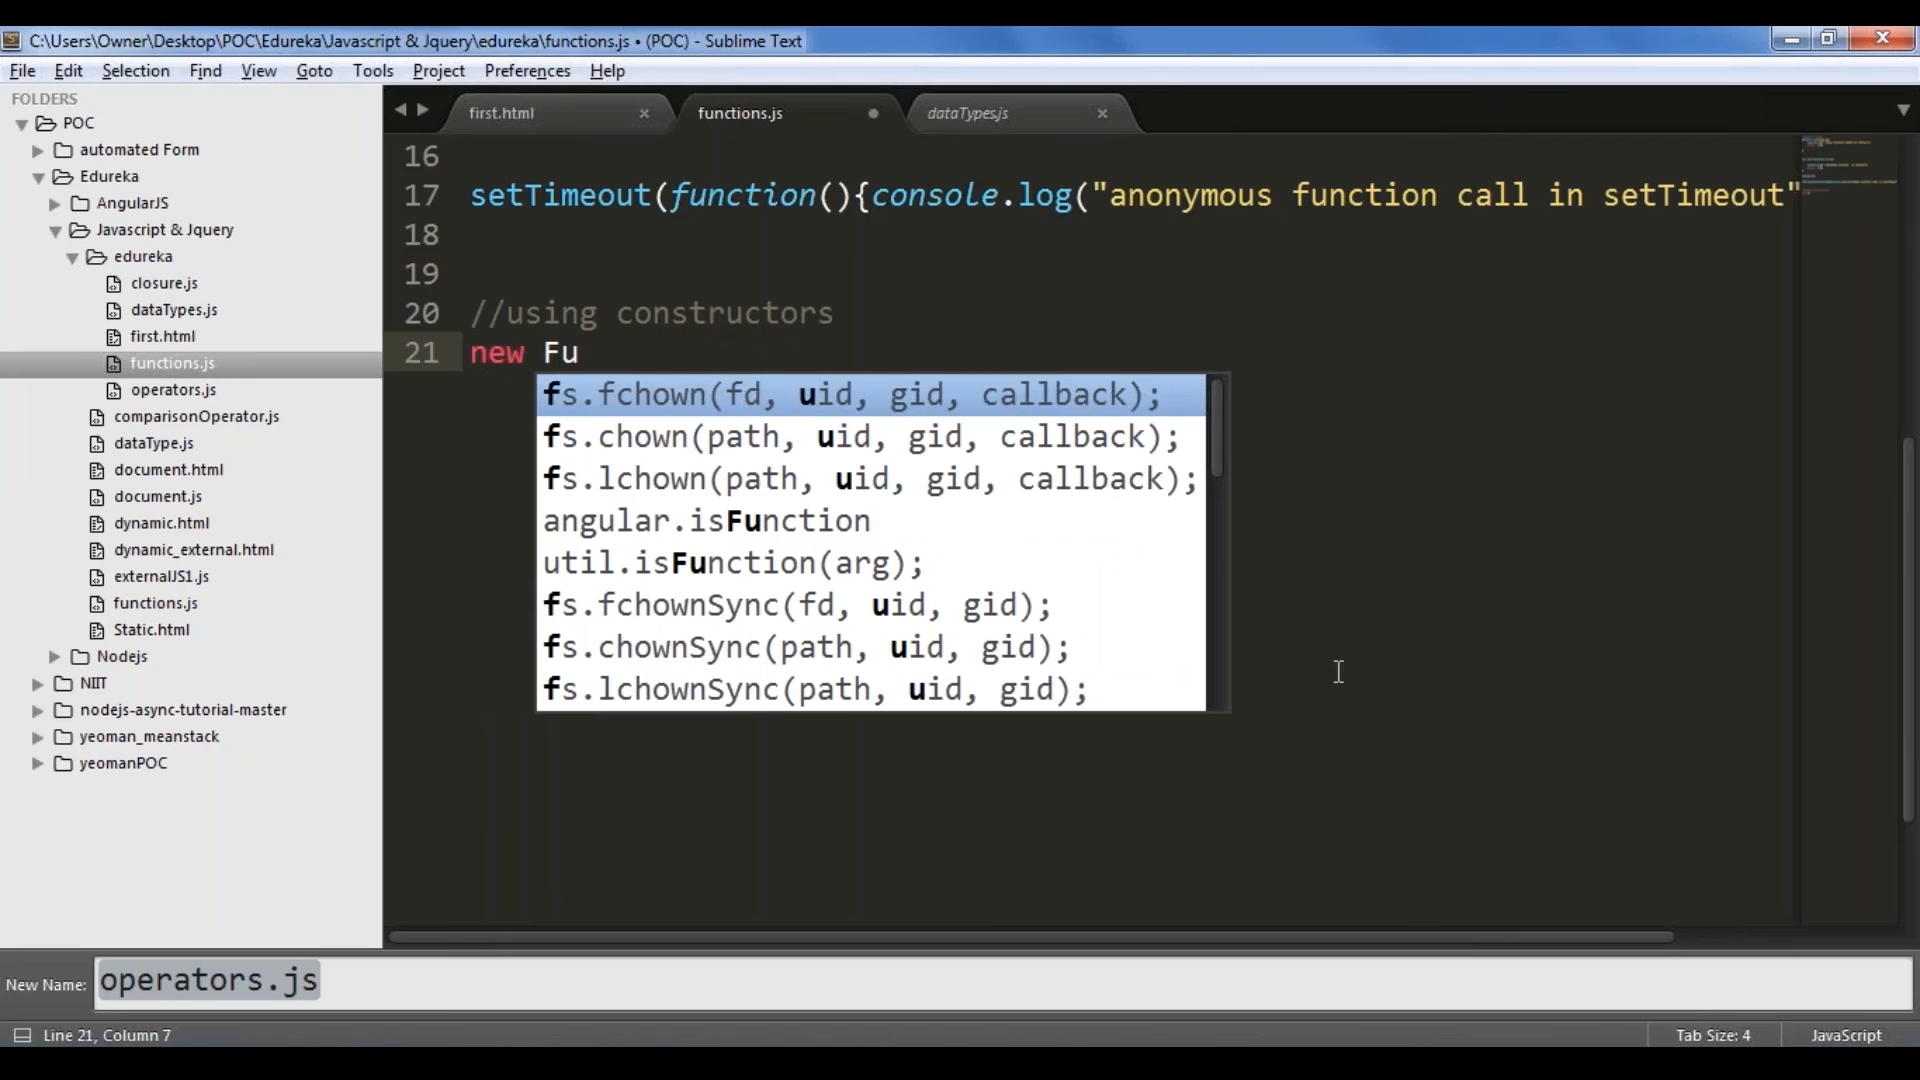 C:\Users\Owner\Desktop\POC\Edureka\Javascript & Jquery\edureka\functions.js • (POC) - Sublime Text
File Edit Selection Find View Goto Tools Project Preferences Help
FOLDERS
POC
automated Form
Edureka
AngularJS
Javascript & Jquery
edureka
closure.js
dataTypes.js
first.html
functions.js
operators.js
comparisonOperator.js
dataType.js
document.html
document.js
dynamic.html
dynamic_external.html
externalJS1.js
functions.js
Static.html
Nodejs
NIIT
nodejs-async-tutorial-master
yeoman_meanstack
yeomanPOC
first.html functions.js dataTypes.js
16
17 setTimeout(function(){console.log("anonymous function call in setTimeout"
18
19
20 //using constructors
21 new Fu
fs.fchown(fd, uid, gid, callback);
fs.chown(path, uid, gid, callback);
fs.lchown(path, uid, gid, callback);
angular.isFunction
util.isFunction(arg);
fs.fchownSync(fd, uid, gid);
fs.chownSync(path, uid, gid);
fs.lchownSync(path, uid, gid);
New Name: operators.js
Line 21, Column 7 Tab Size: 4 JavaScript